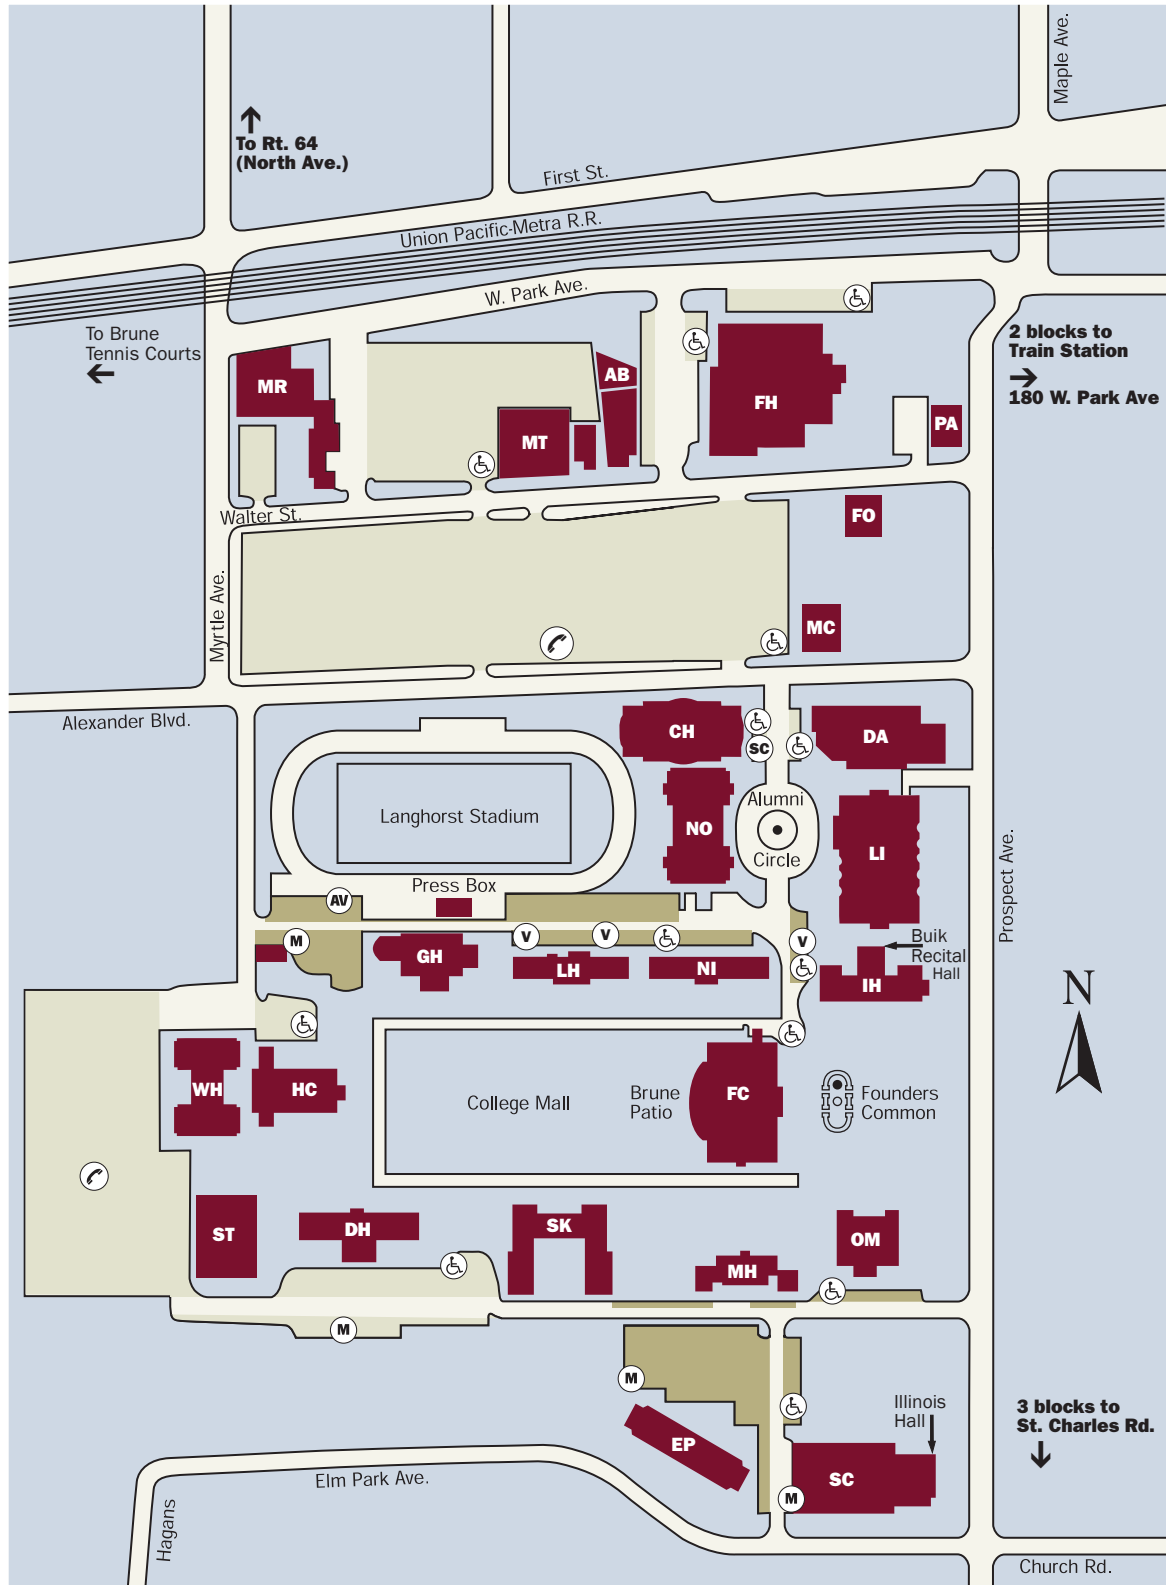 Maple Ave.
To Rt. 64
(North Ave.)
First St.
Union Pacific-Metra R.R.
W. Park Ave.
To Brune
Tennis Courts
2 blocks to
Train Station
180 W. Park Ave
MR
AB
FH
PA
MT
FO
Walter St.
Myrtle Ave.
MC
Alexander Blvd.
CH
SC
DA
Langhorst Stadium
Alumni
Circle
NO
LI
Prospect Ave.
Press Box
AV
M
V
V
V
Buik
Recital
Hall
GH
LH
NI
IH
N
WH
HC
College Mall
Brune
Patio
FC
Founders
Common
ST
DH
SK
MH
OM
M
M
Illinois
Hall
3 blocks to
St. Charles Rd.
EP
SC
M
Elm Park Ave.
Hagans
Church Rd.